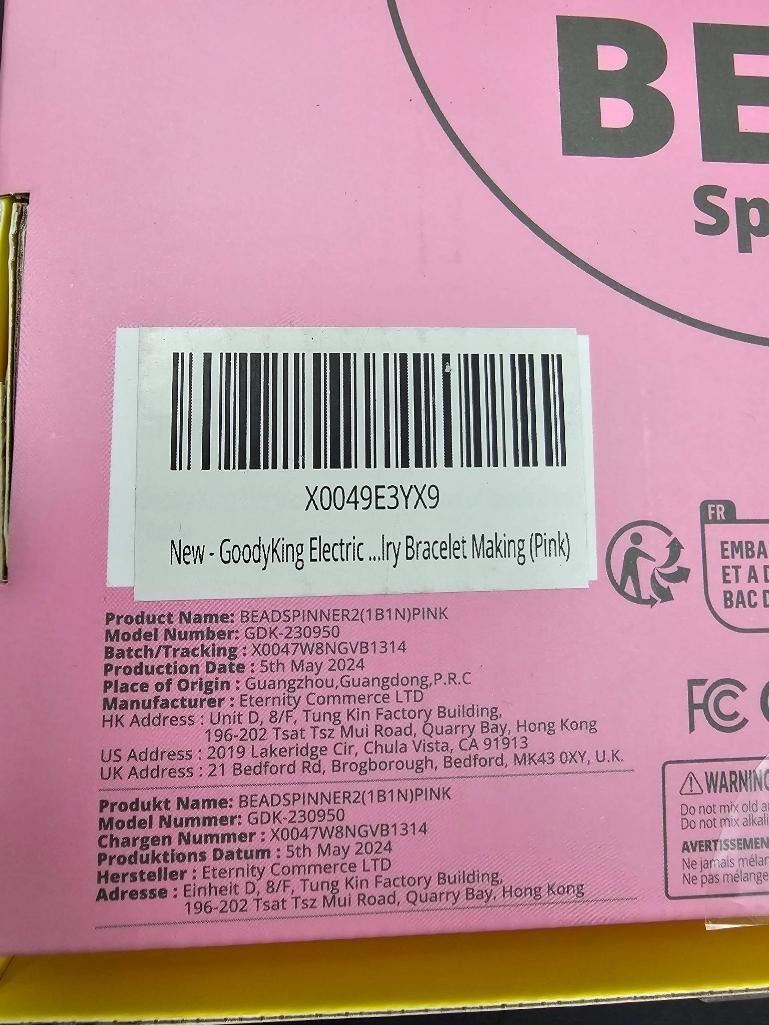 BE
Sp
X0049E3YX9
New - GoodyKing Electric ...lry Bracelet Making (Pink)
Product Name: BEADSPINNER2(1B1N)PINK
Model Number: GDK-230950
Batch/Tracking : X0047W8NGVB1314
Production Date : 5th May 2024
Place of Origin : Guangzhou,Guangdong,P.R.C
Manufacturer : Eternity Commerce LTD
HK Address : Unit D, 8/F, Tung Kin Factory Building,
196-202 Tsat Tsz Mui Road, Quarry Bay, Hong Kong
US Address : 2019 Lakeridge Cir, Chula Vista, CA 91913
UK Address : 21 Bedford Rd, Brogborough, Bedford, MK43 0XY, U.K.
Produkt Name: BEADSPINNER2(1B1N)PINK
Model Nummer: GDK-230950
Chargen Nummer : X0047W8NGVB1314
Produktions Datum : 5th May 2024
Hersteller : Eternity Commerce LTD
Adresse : Einheit D, 8/F, Tung Kin Factory Building,
196-202 Tsat Tsz Mui Road, Quarry Bay, Hong Kong
FR
EMBA
ET A D
BAC D
FC
WARNING
Do not mix old a
Do not mix alkali
AVERTISSEMEN
Ne jamais mélan
Ne pas mélange